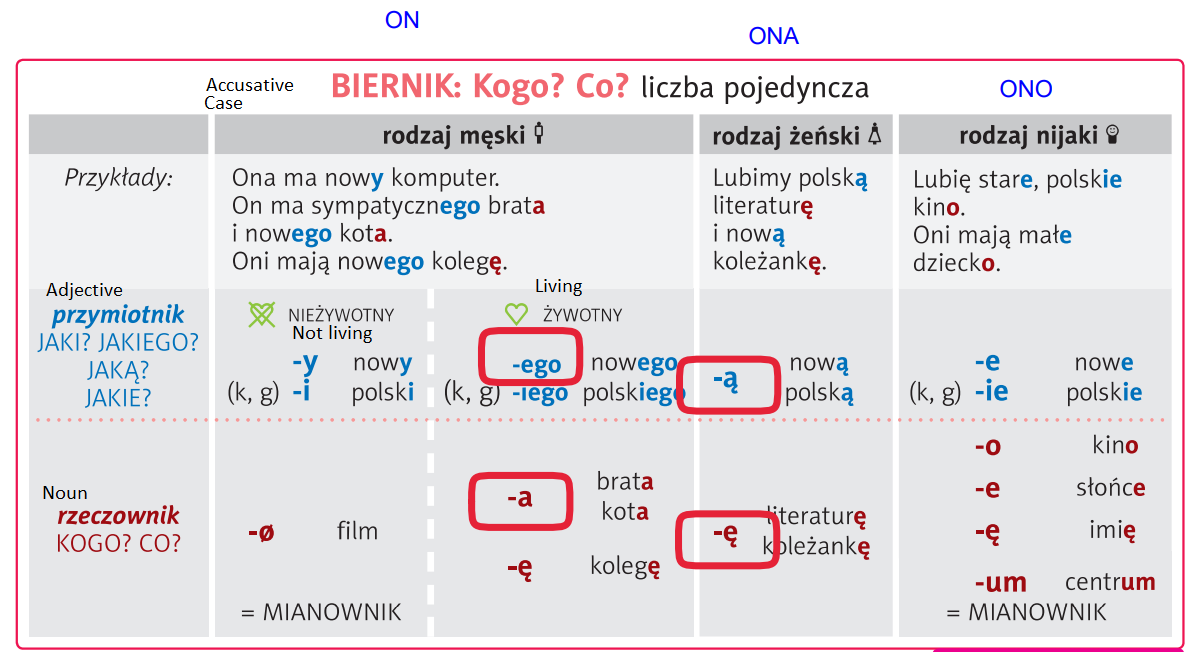 ON
ONA
ONO
Accusative
Case
BIERNIK: Kogo? Co? liczba pojedyncza
rodzaj męski
rodzaj żeński
rodzaj nijaki
Przykłady:
Ona ma nowy komputer.
On ma sympatycznego brata
i nowego kota.
Oni mają nowego kolegę.
Lubimy polską
literaturę
i nową
koleżankę.
Lubię stare, polskie
kino.
Oni mają małe
dziecko.
Adjective
przymiotnik
JAKI? JAKIEGO?
JAKĄ?
JAKIE?
NIEŻYWOTNY
Not living
-y nowy
(k, g) -i polski
Living
ŻYWOTNY
-ego nowego
(k, g) -iego polskiego
-ą
nową
polską
-e nowe
(k, g) -ie polskie
Noun
rzeczownik
KOGO? CO?
-ø film
= MIANOWNIK
-a
brata
kota
-ę kolegę
-ę
literaturę
koleżankę
-o kino
-e słońce
-ę imię
-um centrum
= MIANOWNIK